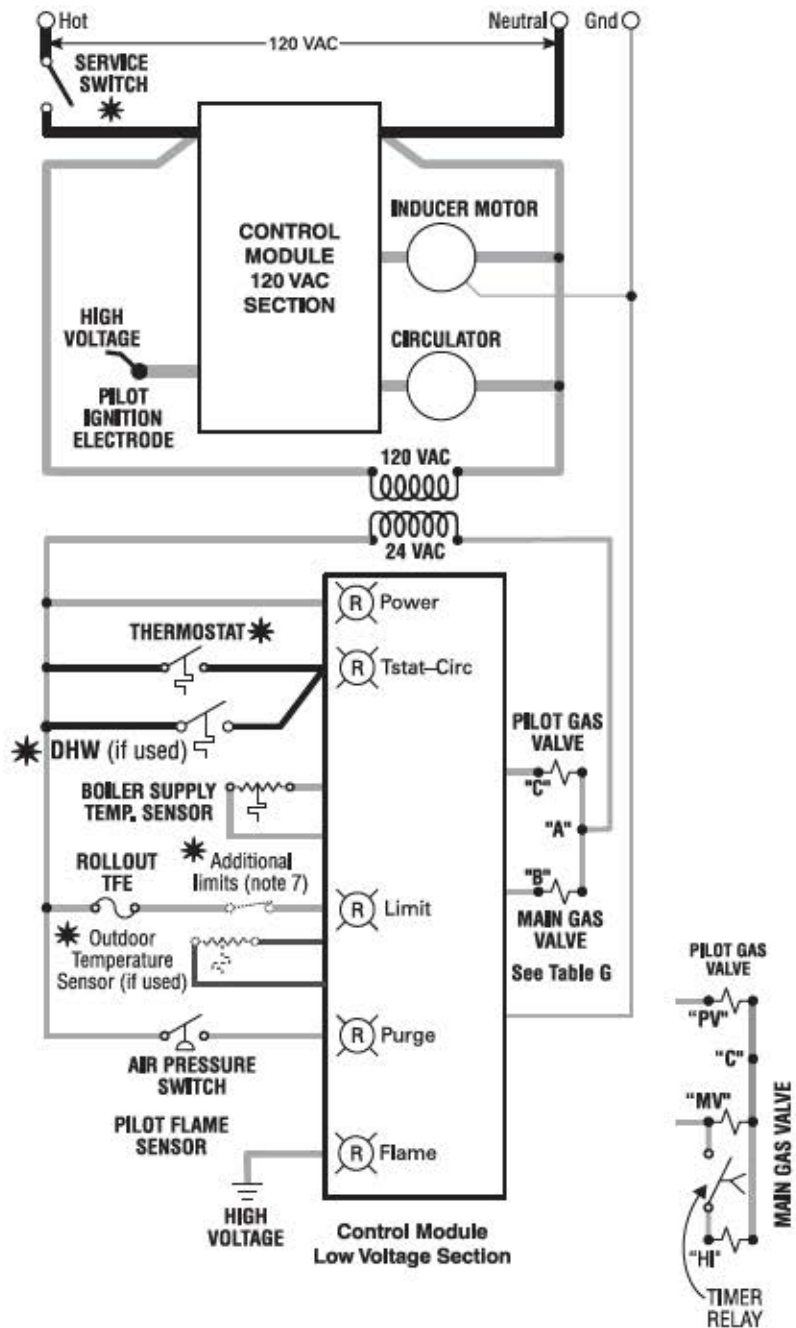 Hot
Neutral
Gnd
120 VAC
SERVICE
SWITCH
INDUCER MOTOR
CONTROL
MODULE
120 VAC
SECTION
HIGH
VOLTAGE
CIRCULATOR
PILOT
IGNITION
ELECTRODE
120 VAC
24 VAC
R Power
THERMOSTAT
R Tstat–Circ
DHW (if used)
PILOT GAS
VALVE
"C"
BOILER SUPPLY
TEMP. SENSOR
"A"
ROLLOUT
TFE
Additional
limits (note 7)
"B"
R Limit
MAIN GAS
VALVE
Outdoor
Temperature
Sensor (if used)
See Table G
PILOT GAS
VALVE
"PV"
R Purge
AIR PRESSURE
SWITCH
"C"
PILOT FLAME
SENSOR
"MV"
MAIN GAS VALVE
R Flame
HIGH
VOLTAGE
Control Module
Low Voltage Section
"HI"
TIMER
RELAY